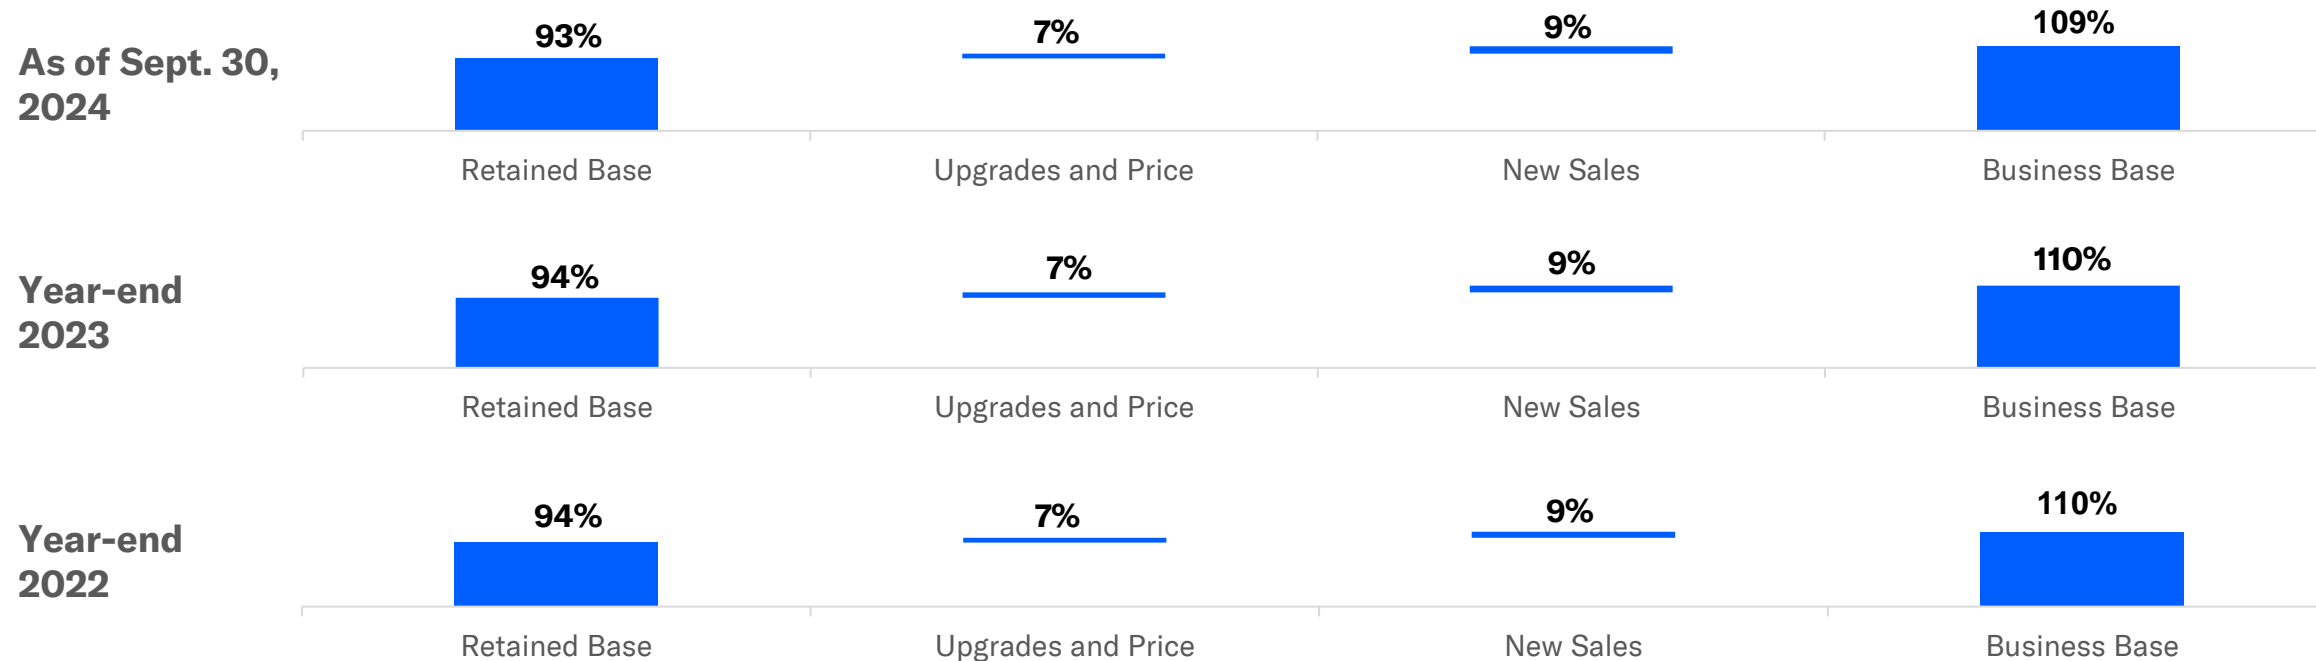 As of Sept. 30,
2024
93%
7%
9%
109%
Retained Base
Upgrades and Price
New Sales
Business Base
Year-end
2023
94%
7%
9%
110%
Retained Base
Upgrades and Price
New Sales
Business Base
Year-end
2022
94%
7%
9%
110%
Retained Base
Upgrades and Price
New Sales
Business Base